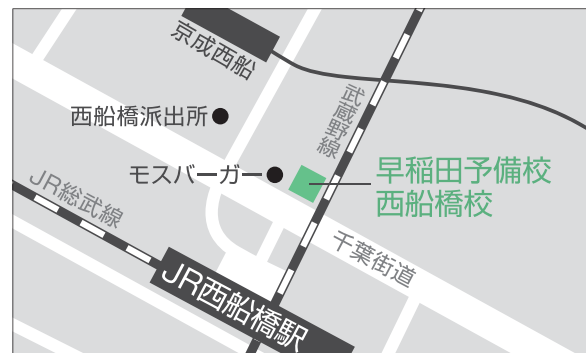 京成西船
武蔵野線
西船橋派出所
モスバーガー
早稲田予備校
西船橋校
JR総武線
千葉街道
JR西船橋駅